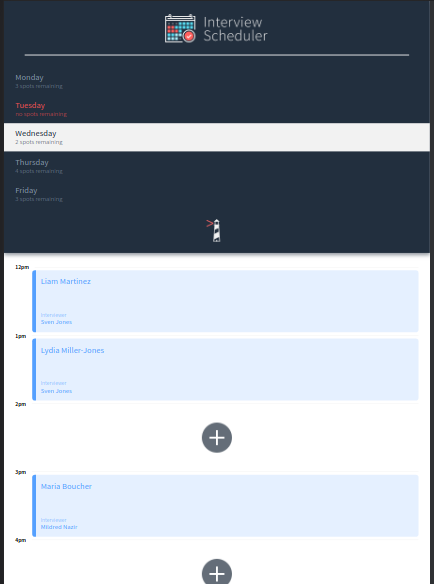 Interview
Scheduler
Monday
3 spots remaining
Tuesday
no spots remaining
Wednesday
2 spots remaining
Thursday
4 spots remaining
Friday
3 spots remaining
12pm
Liam Martinez
Interviewer
Sven Jones
1pm
Lydia Miller-Jones
Interviewer
Sven Jones
2pm
3pm
Maria Boucher
Interviewer
Mildred Nazir
4pm